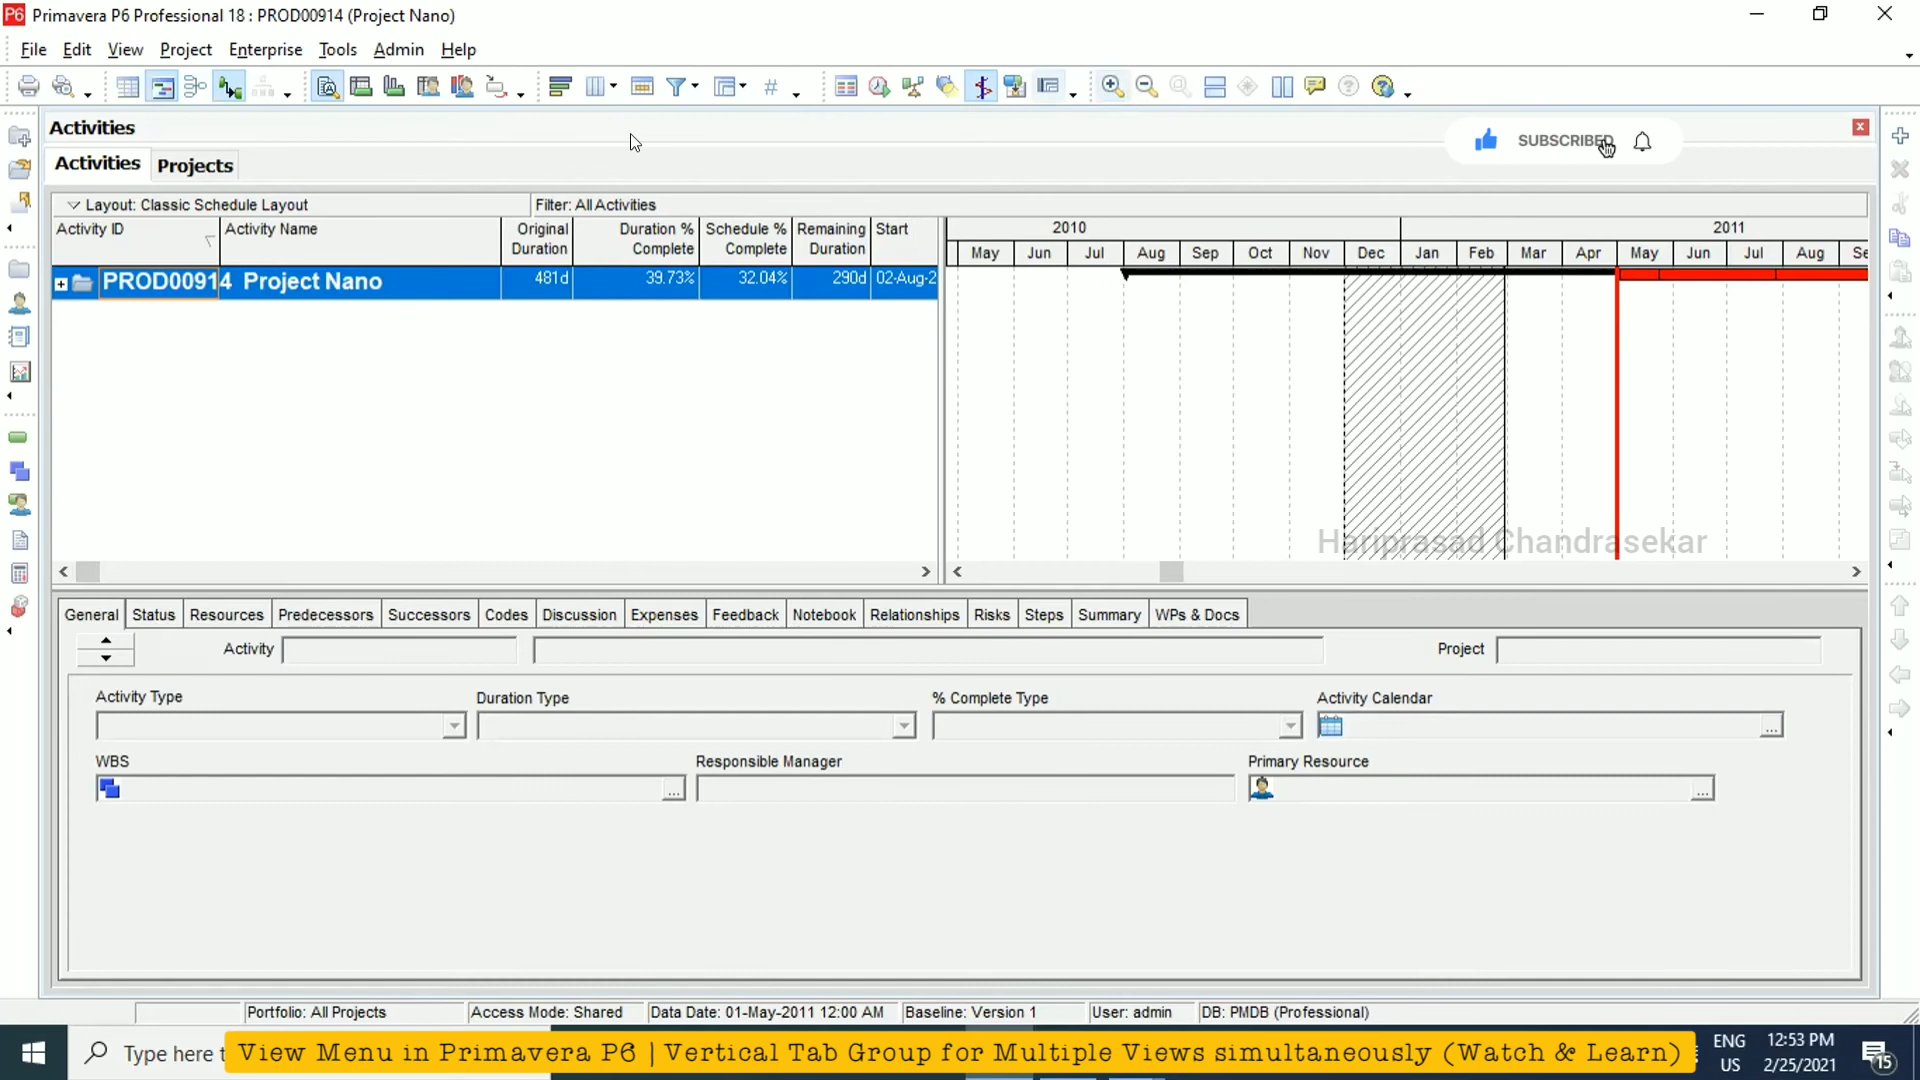 P6 Primavera P6 Professional 18 : PROD00914 (Project Nano)
File Edit View Project Enterprise Tools Admin Help
Activities
SUBSCRIBED
Activities Projects
Layout: Classic Schedule Layout Filter: All Activities
Activity ID Activity Name Original Duration Duration % Complete Schedule % Complete Remaining Duration Start
2010 2011
May Jun Jul Aug Sep Oct Nov Dec Jan Feb Mar Apr May Jun Jul Aug Se
PROD00914 Project Nano 481d 39.73% 32.04% 290d 02-Aug-2
Hariprasad Chandrasekar
General Status Resources Predecessors Successors Codes Discussion Expenses Feedback Notebook Relationships Risks Steps Summary WPs & Docs
Activity Project
Activity Type Duration Type % Complete Type Activity Calendar
...
WBS Responsible Manager Primary Resource
... ...
Portfolio: All Projects Access Mode: Shared Data Date: 01-May-2011 12:00 AM Baseline: Version 1 User: admin DB: PMDB (Professional)
Type here t
View Menu in Primavera P6 | Vertical Tab Group for Multiple Views simultaneously (Watch & Learn)
ENG US 12:53 PM 2/25/2021 15